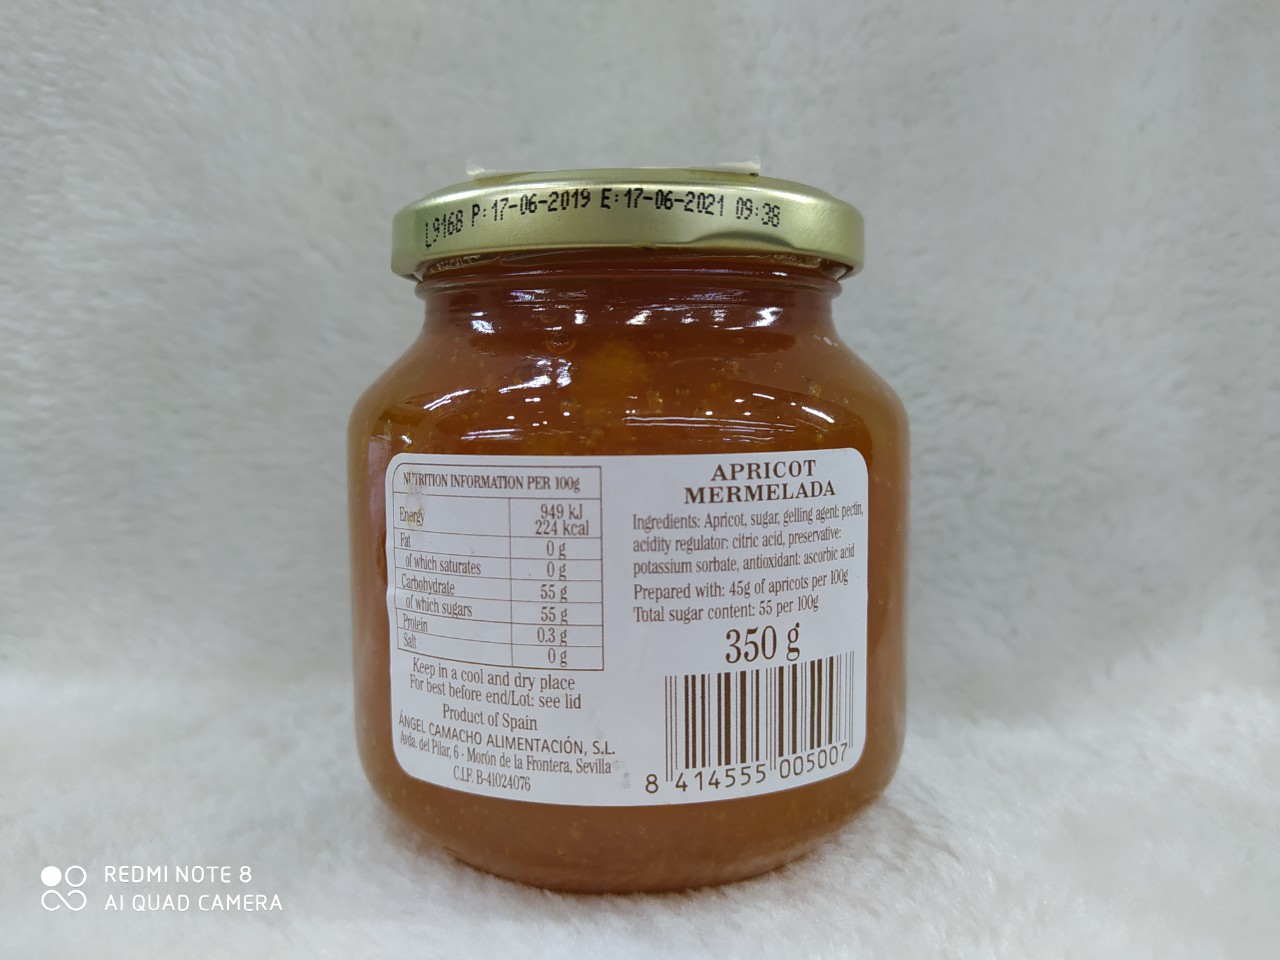 L9168 P:17-06-2019 E:17-06-2021 09:38
NUTRITION INFORMATION PER 100g
Energy 949 kJ
224 kcal
Fat 0 g
of which saturates 0 g
Carbohydrate 55 g
of which sugars 55 g
Protein 0.3 g
Salt 0 g
Keep in a cool and dry place
For best before end/Lot: see lid
Product of Spain
ÁNGEL CAMACHO ALIMENTACIÓN, S.L.
Avda. del Pilar, 6 - Morón de la Frontera, Sevilla
C.I.F. B-41024076
APRICOT
MERMELADA
Ingredients: Apricot, sugar, gelling agent: pectin,
acidity regulator: citric acid, preservative:
potassium sorbate, antioxidant: ascorbic acid
Prepared with: 45g of apricots per 100g
Total sugar content: 55 per 100g
350 g
8 414555 005007
REDMI NOTE 8
AI QUAD CAMERA